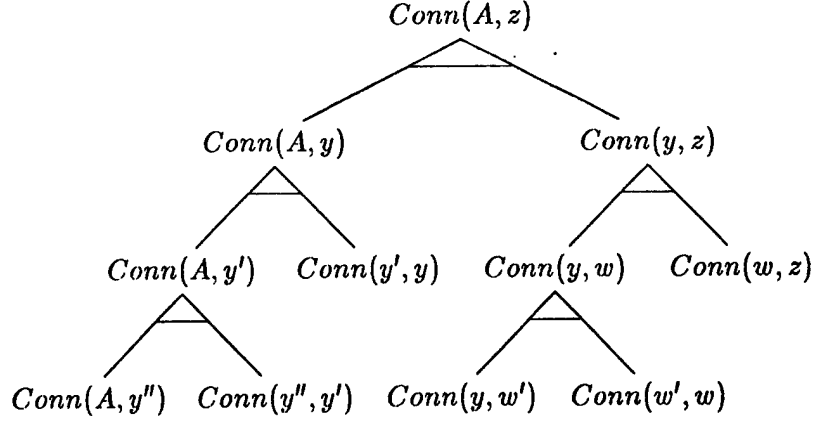 Conn(A, z)
Conn(A, y) Conn(y, z)
Conn(A, y′) Conn(y′, y) Conn(y, w) Conn(w, z)
Conn(A, y″) Conn(y″, y′) Conn(y, w′) Conn(w′, w)